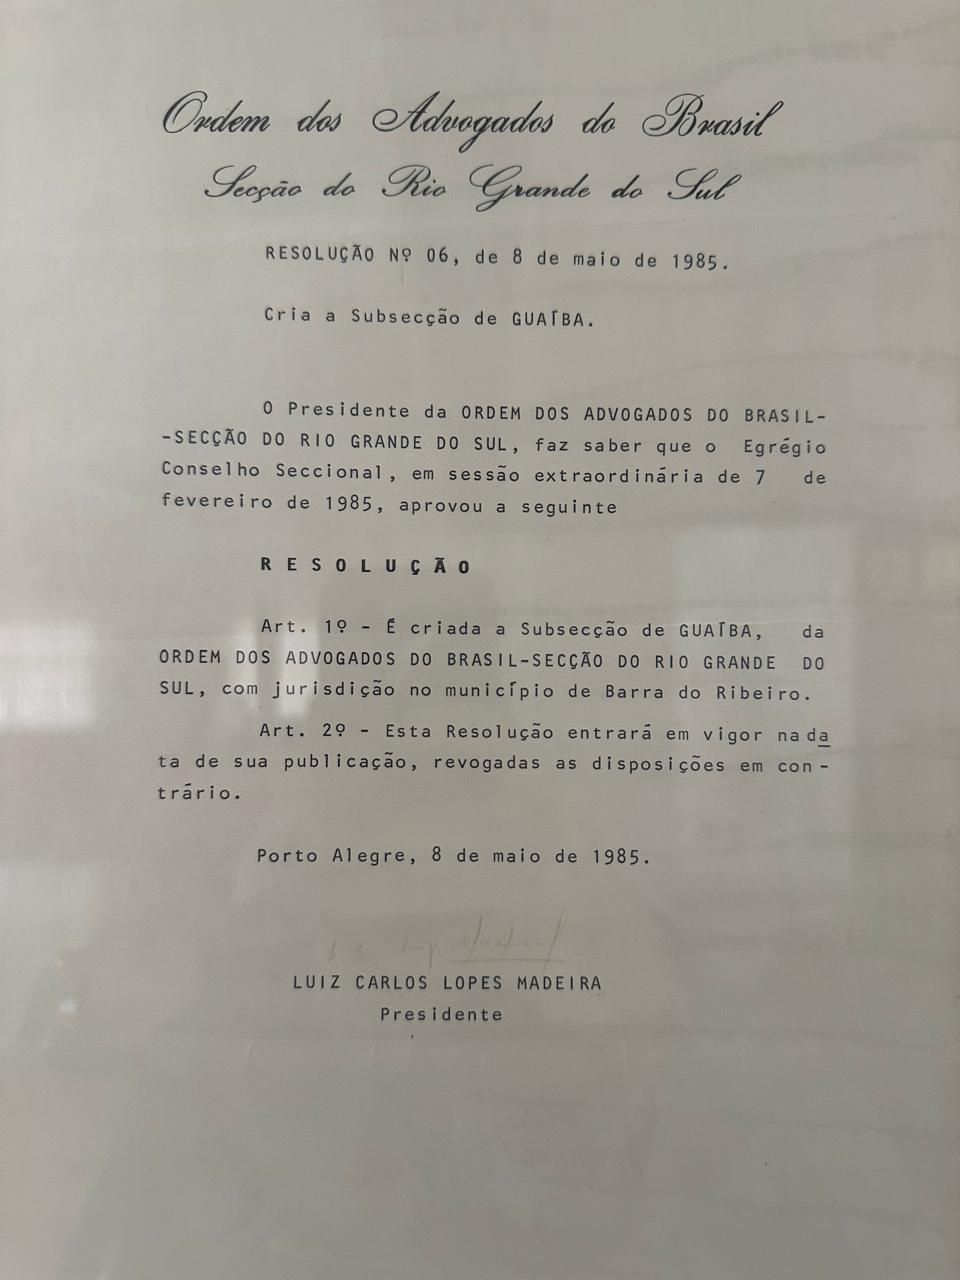 Ordem dos Advogados do Brasil
Secção do Rio Grande do Sul
RESOLUÇÃO Nº 06, de 8 de maio de 1985.
Cria a Subsecção de GUAÍBA.
O Presidente da ORDEM DOS ADVOGADOS DO BRASIL-
-SECÇÃO DO RIO GRANDE DO SUL, faz saber que o Egrégio
Conselho Seccional, em sessão extraordinária de 7 de
fevereiro de 1985, aprovou a seguinte
R E S O L U Ç Ã O
Art. 1º - É criada a Subsecção de GUAÍBA, da
ORDEM DOS ADVOGADOS DO BRASIL-SECÇÃO DO RIO GRANDE DO
SUL, com jurisdição no município de Barra do Ribeiro.
Art. 2º - Esta Resolução entrará em vigor na da
ta de sua publicação, revogadas as disposições em con-
trário.
Porto Alegre, 8 de maio de 1985.
LUIZ CARLOS LOPES MADEIRA
Presidente